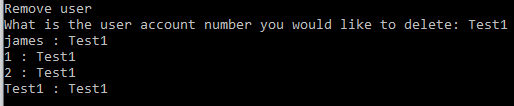 Remove user
What is the user account number you would like to delete: Test1
james : Test1
1 : Test1
2 : Test1
Test1 : Test1